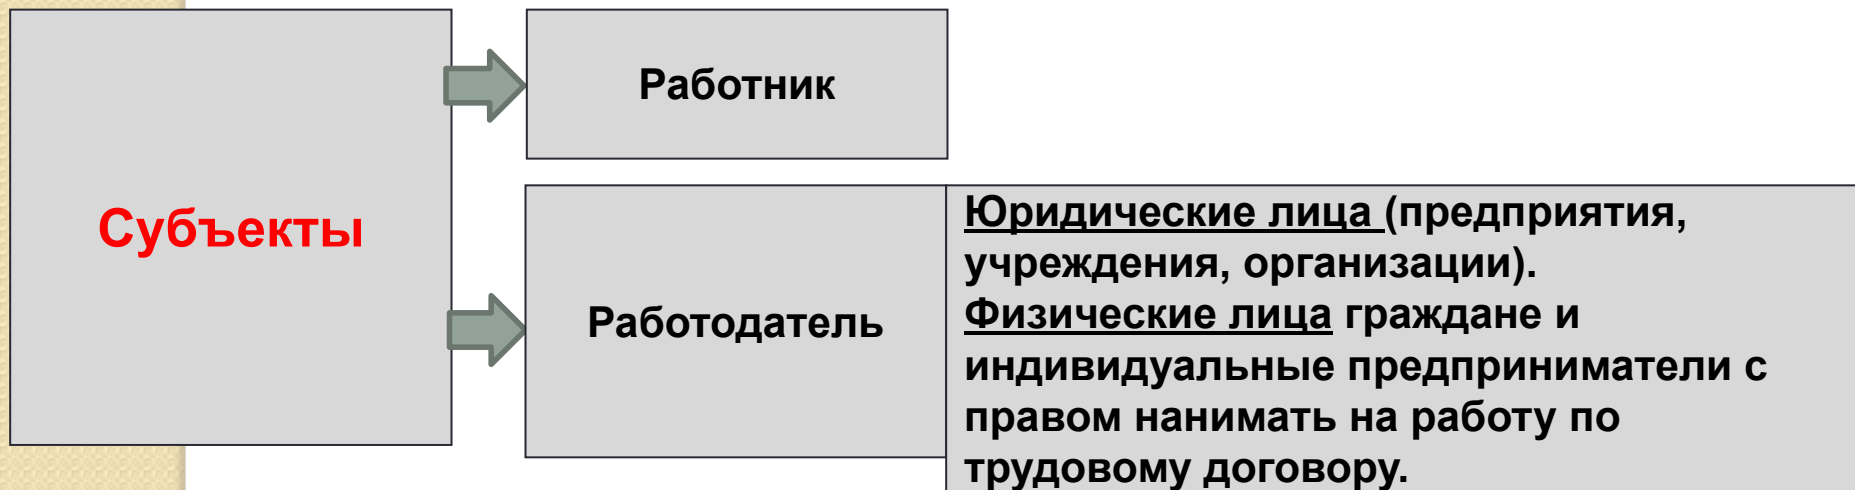 Субъекты
Работник
Работодатель
Юридические лица (предприятия,
учреждения, организации).
Физические лица граждане и
индивидуальные предприниматели с
правом нанимать на работу по
трудовому договору.